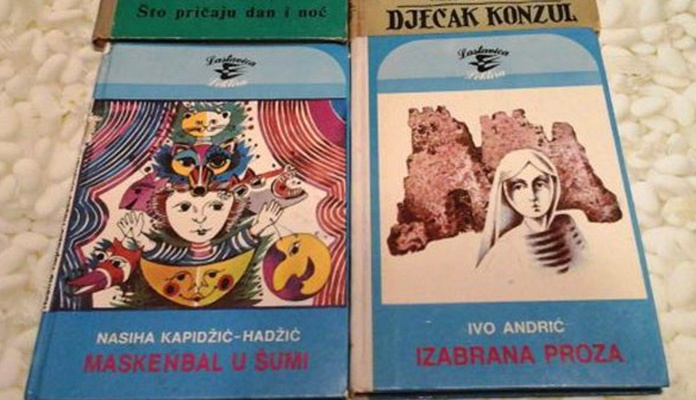 Što pričaju dan i noć
DJEČAK KONZUL
Lastavica
Lektira
NASIHA KAPIDŽIĆ-HADŽIĆ
MASKENBAL U ŠUMI
Lastavica
Lektira
IVO ANDRIĆ
IZABRANA PROZA